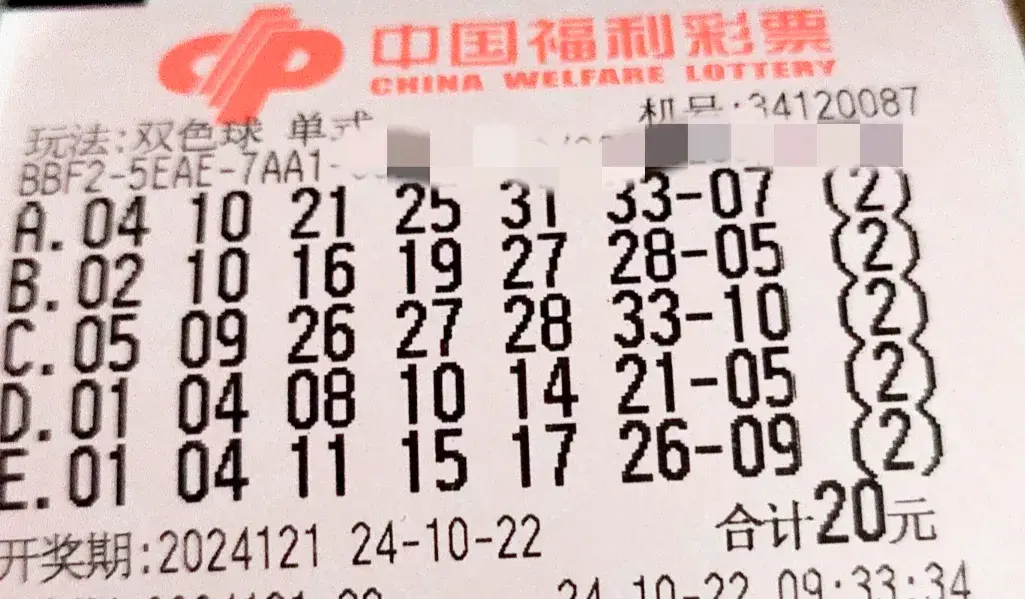 中国福利彩票
CHINA WELFARE LOTTERY
机号:34120087
玩法:双色球 单式
BBF2-5EAE-7AA1-
A.04 10 21 25 31 33-07 (2)
B.02 10 16 19 27 28-05 (2)
C.05 09 26 27 28 33-10 (2)
D.01 04 08 10 14 21-05 (2)
E.01 04 11 15 17 26-09 (2)
开奖期:2024121 24-10-22 合计20元
24-10-22 09:33:34